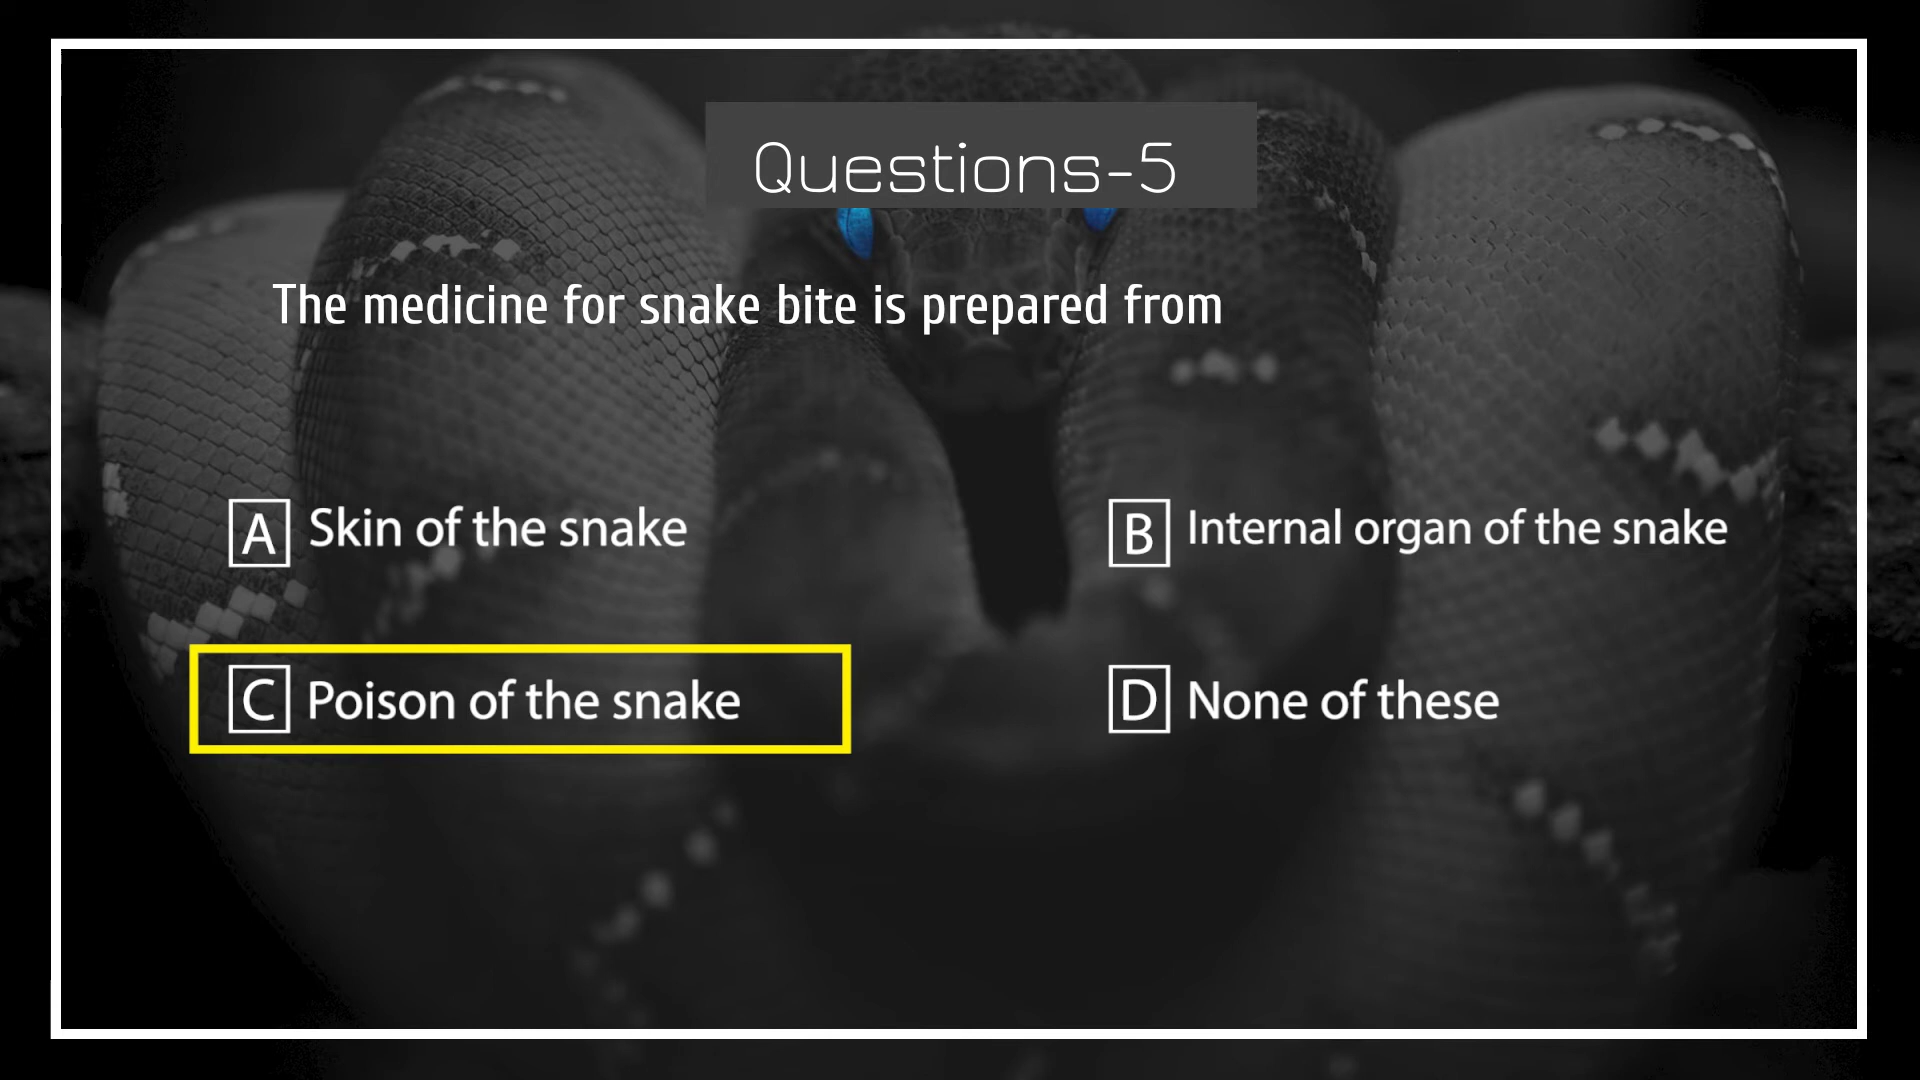 Questions-5
The medicine for snake bite is prepared from
A Skin of the snake
B Internal organ of the snake
C Poison of the snake
D None of these